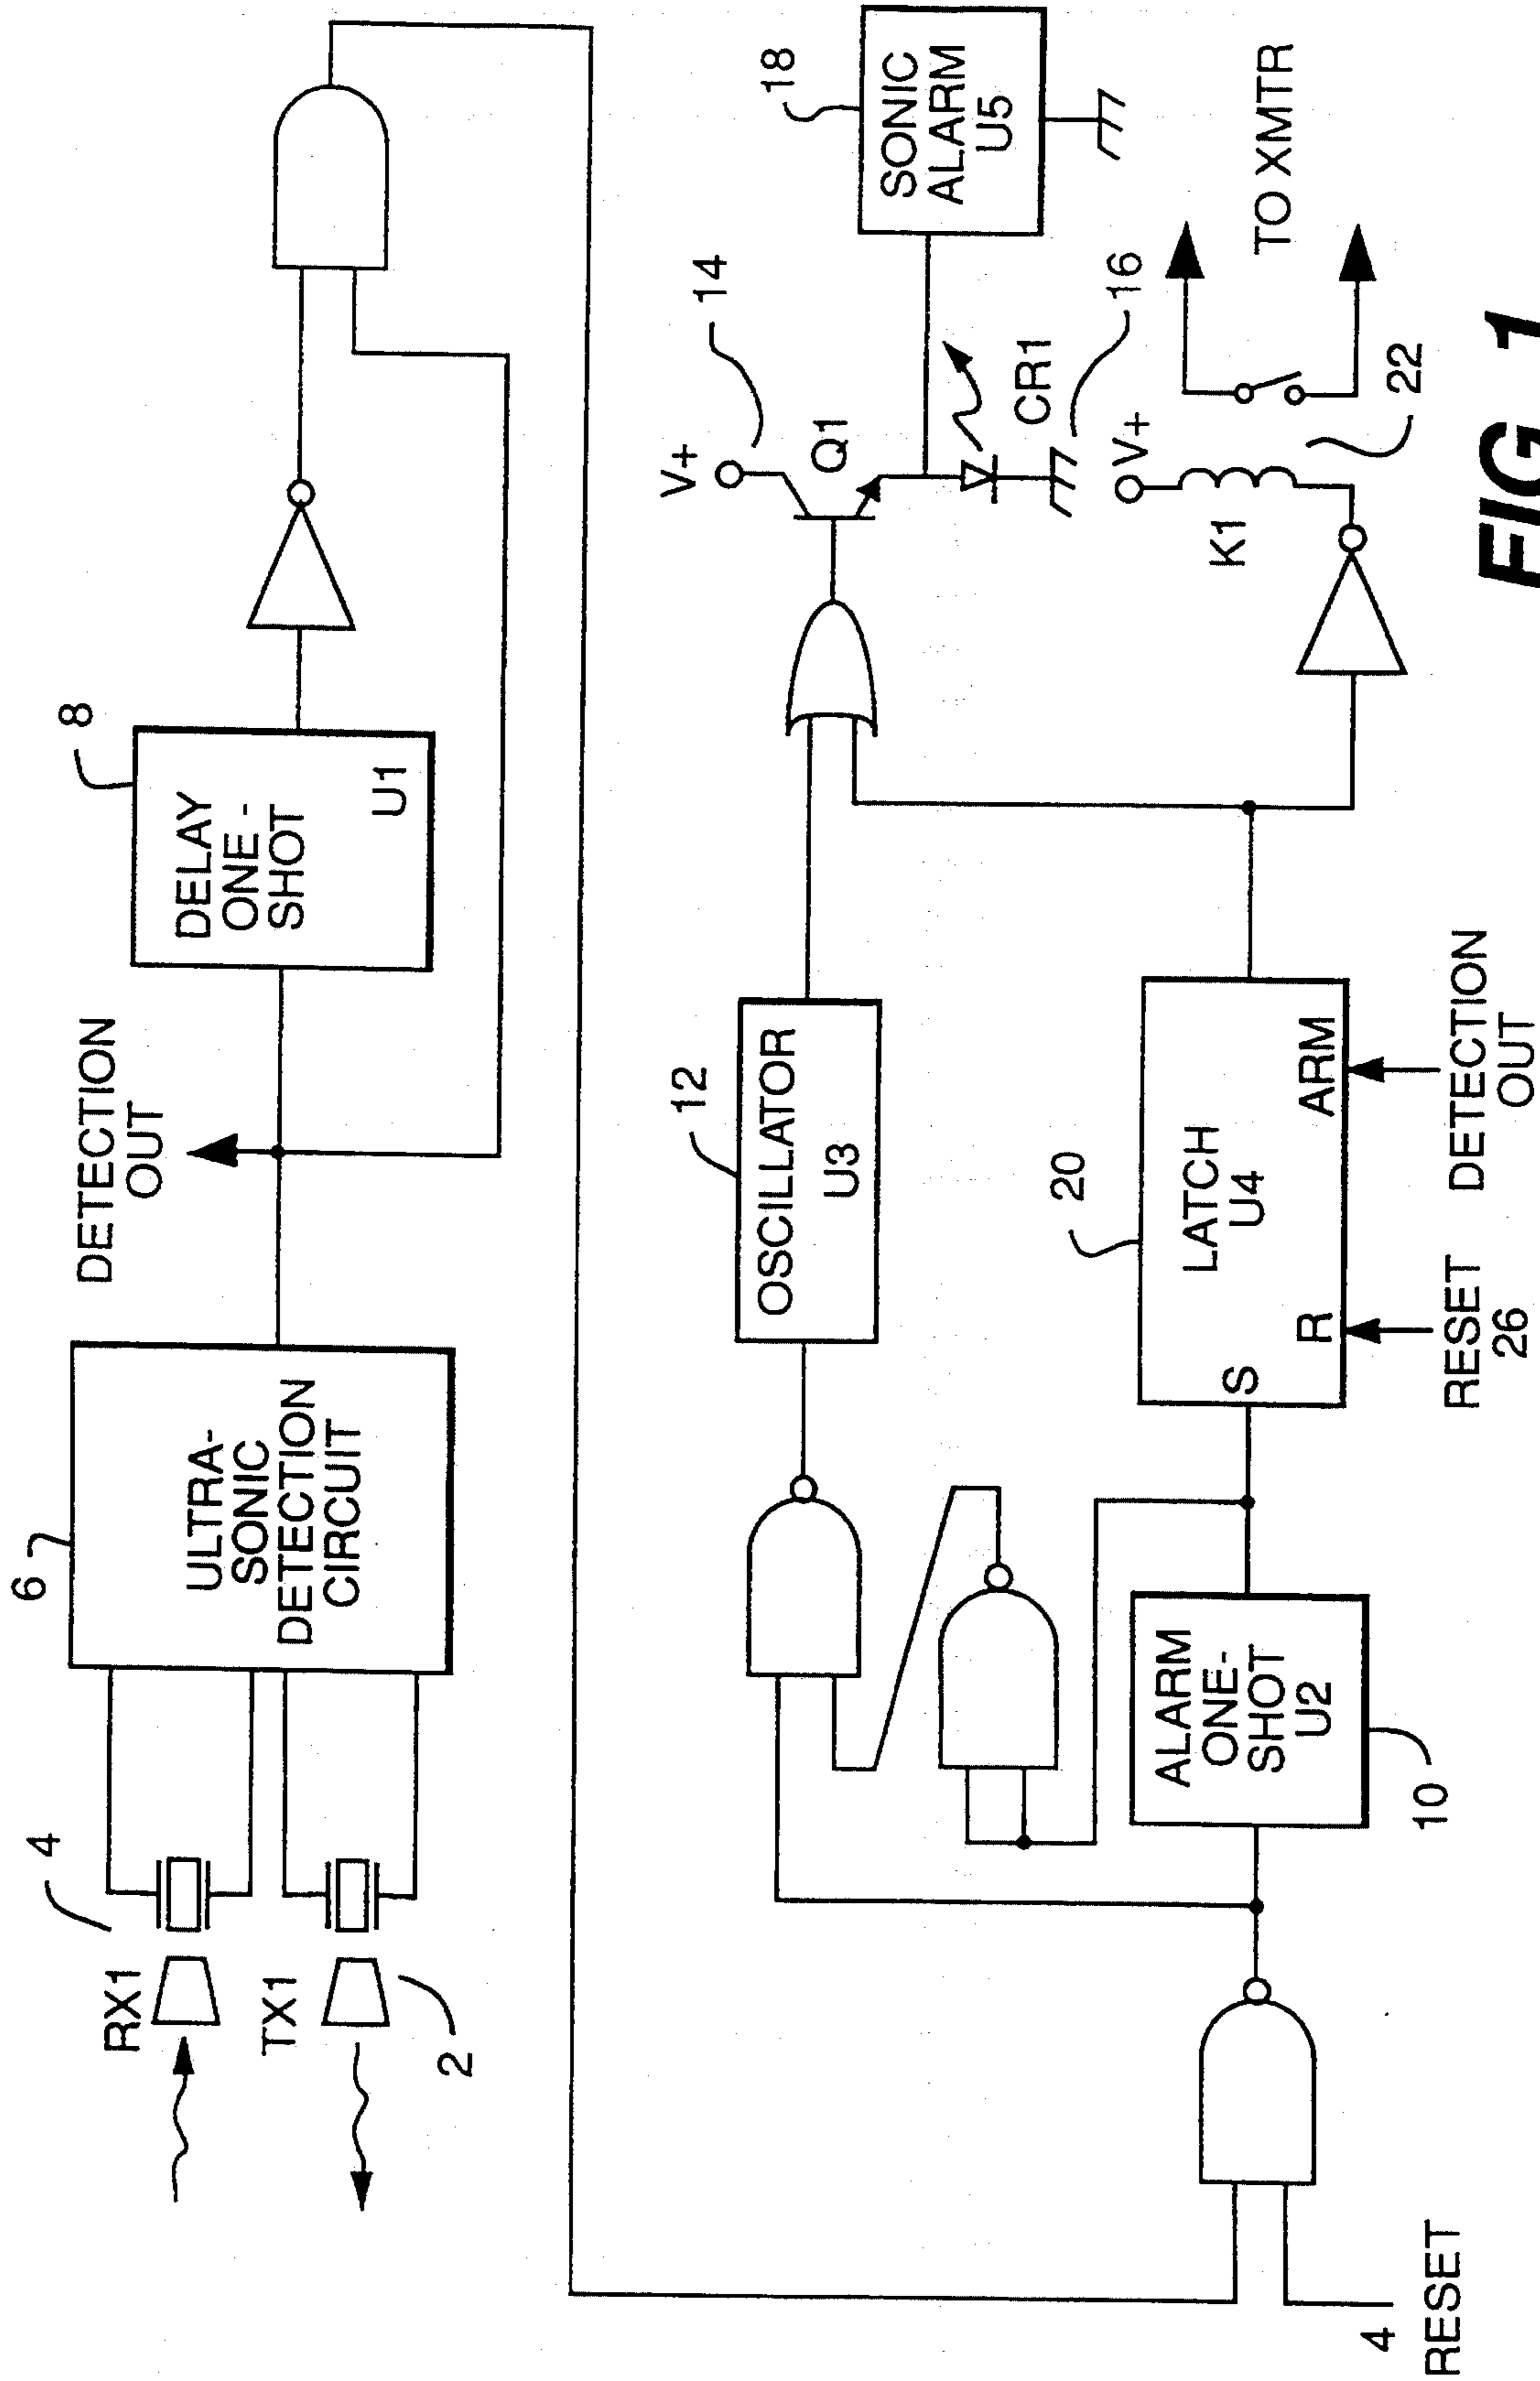 6
ULTRA-
SONIC
DETECTION
CIRCUIT
4
RX1
TX1
2
DETECTION
OUT
8
DELAY
ONE-
SHOT
U1
4
RESET
ALARM
ONE-
SHOT
U2
10
12
OSCILLATOR
U3
20
LATCH
U4
S
R
ARM
RESET
26
DETECTION
OUT
V+
14
Q1
CR1
16
18
SONIC
ALARM
U5
V+
K1
22
TO XMTR
FIG 1